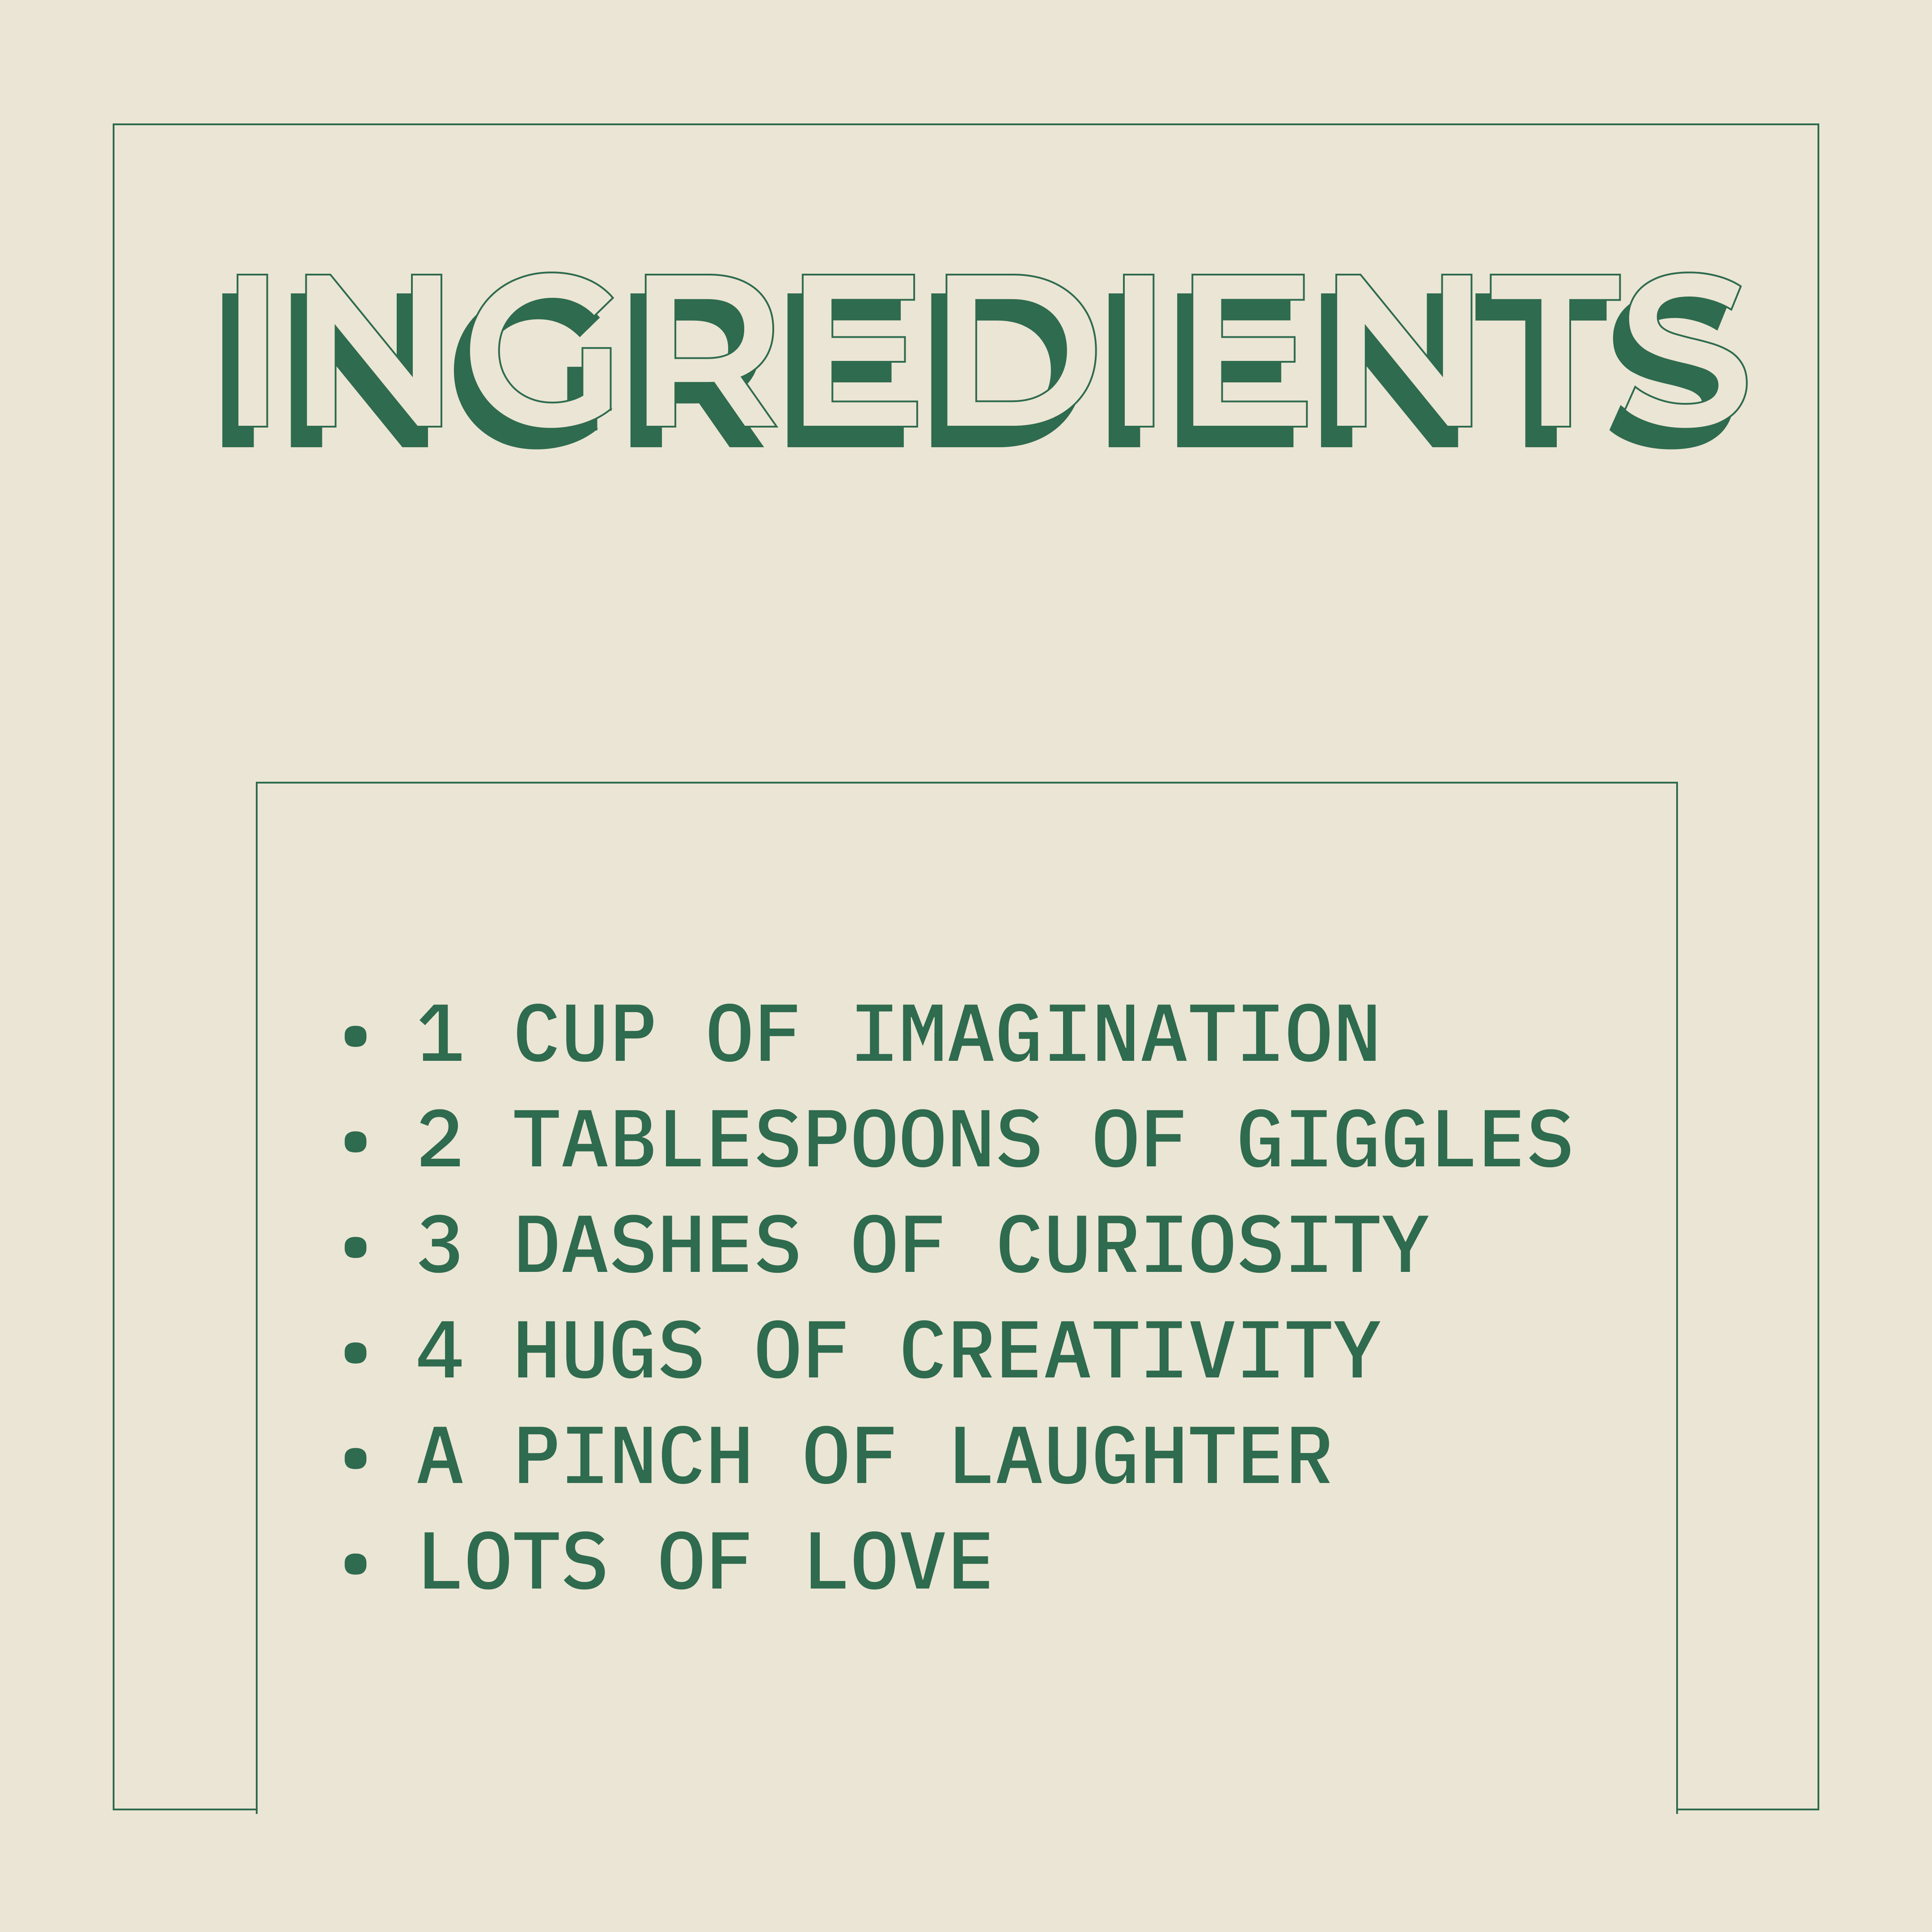 INGREDIENTS
• 1 CUP OF IMAGINATION
• 2 TABLESPOONS OF GIGGLES
• 3 DASHES OF CURIOSITY
• 4 HUGS OF CREATIVITY
• A PINCH OF LAUGHTER
• LOTS OF LOVE